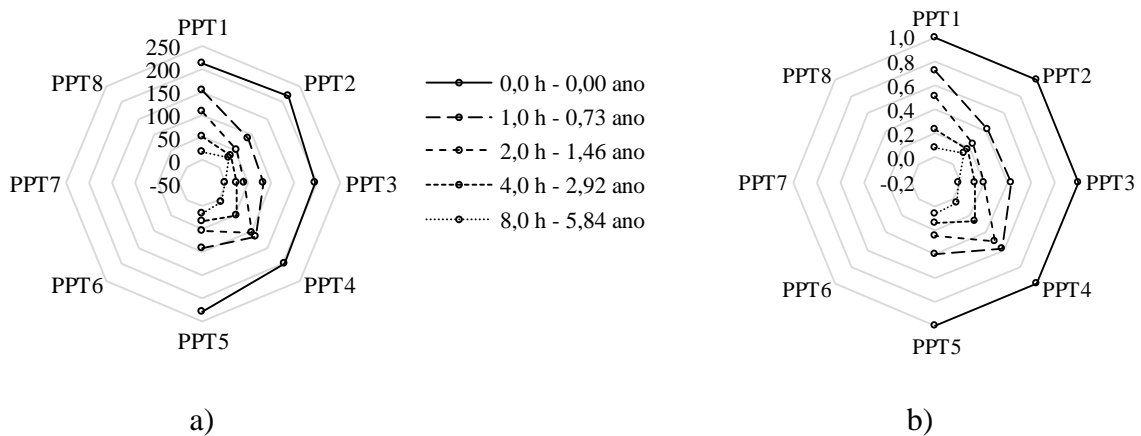 PPT1
250
200
150
100
50
0
-50
PPT2
PPT3
PPT4
PPT5
PPT6
PPT7
PPT8
0,0 h - 0,00 ano
1,0 h - 0,73 ano
2,0 h - 1,46 ano
4,0 h - 2,92 ano
8,0 h - 5,84 ano
a)
PPT1
1,0
0,8
0,6
0,4
0,2
0,0
-0,2
PPT2
PPT3
PPT4
PPT5
PPT6
PPT7
PPT8
b)